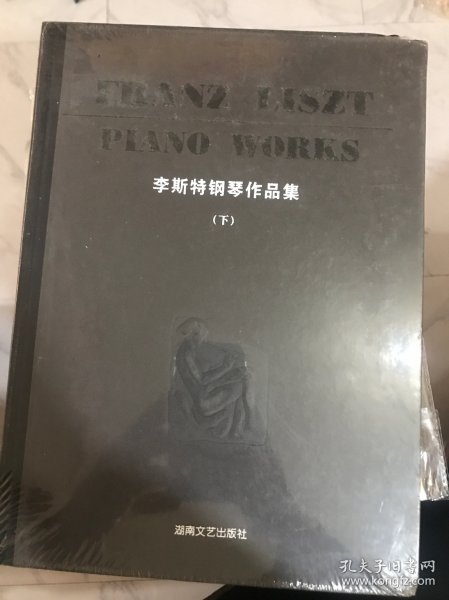 FRANZ LISZT
PIANO WORKS
李斯特钢琴作品集
(下)
湖南文艺出版社
孔夫子旧书网
www.kongfz.com